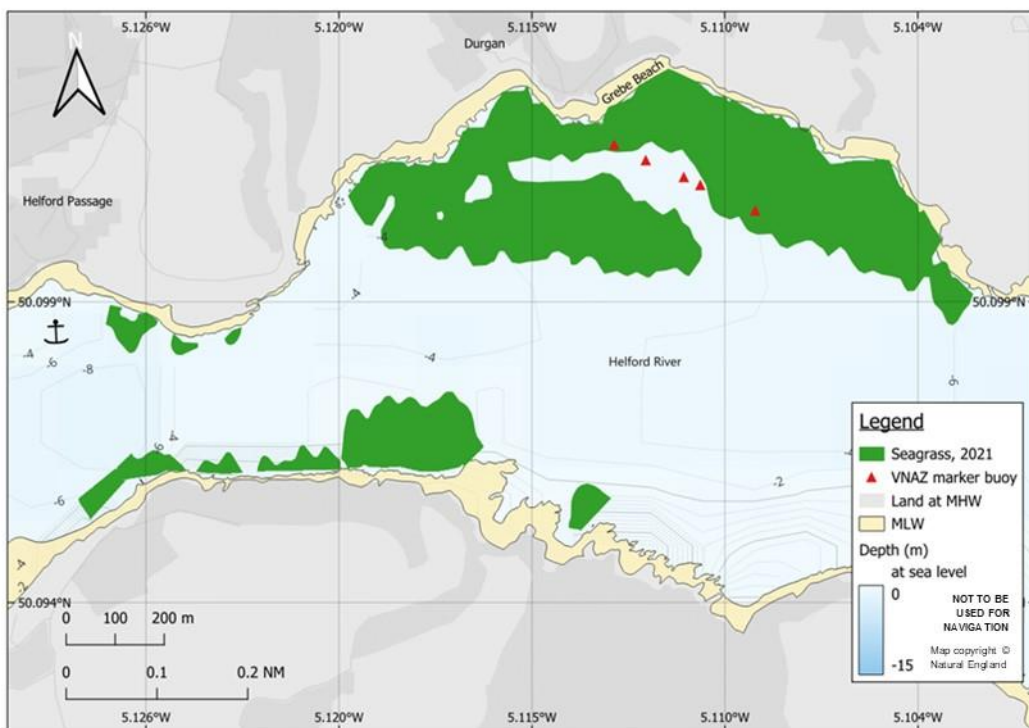 5.126°W 5.120°W 5.115°W 5.110°W 5.104°W
N
Durgan
Grebe Beach
Helford Passage
-4
-4
50.099°N 50.099°N
-4
-6
-8
-4
Helford River
-6
-6
-4
-4
-2
-6
-4
-2
50.094°N
Legend
Seagrass, 2021
VNAZ marker buoy
Land at MHW
MLW
Depth (m)
at sea level
0
-15
NOT TO BE
USED FOR
NAVIGATION
Map copyright ©
Natural England
0 100 200 m
0 0.1 0.2 NM
5.126°W 5.120°W 5.115°W 5.110°W 5.104°W